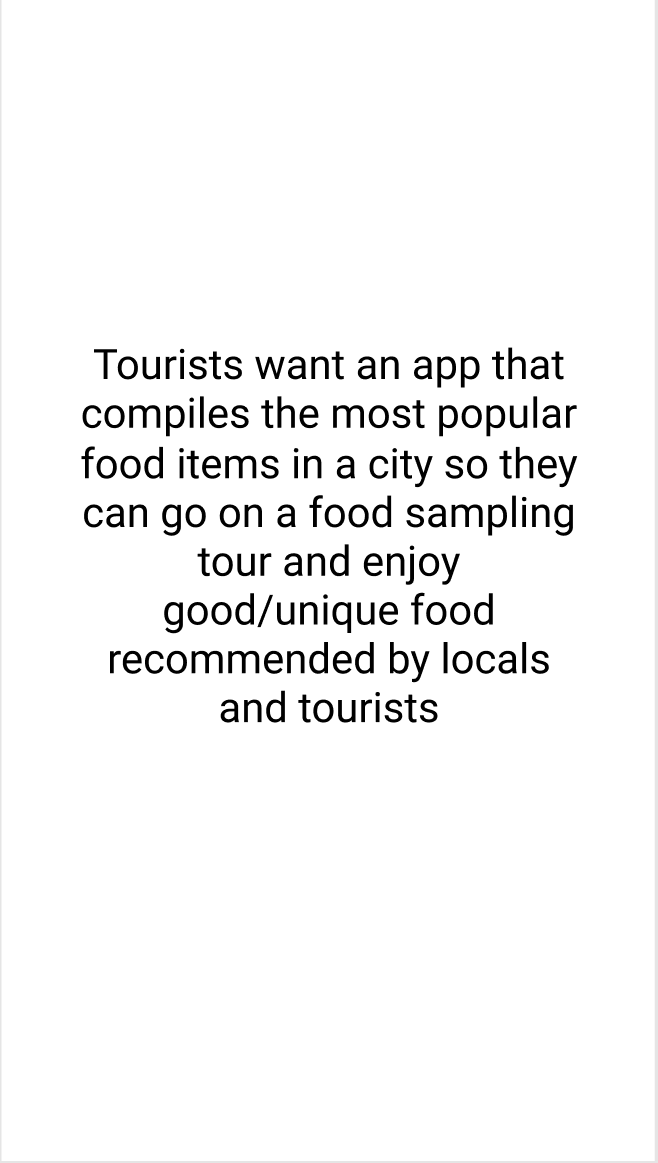 Tourists want an app that
compiles the most popular
food items in a city so they
can go on a food sampling
tour and enjoy
good/unique food
recommended by locals
and tourists